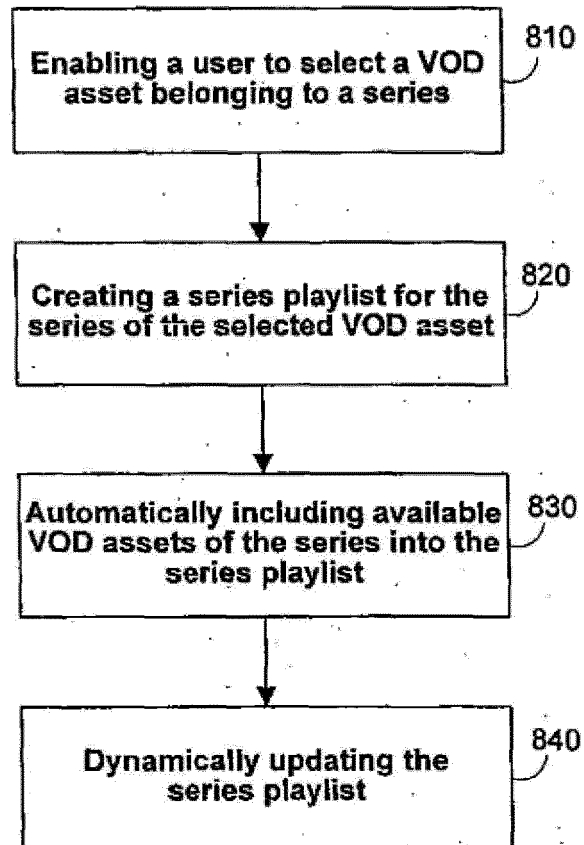 810
Enabling a user to select a VOD
asset belonging to a series
820
Creating a series playlist for the
series of the selected VOD asset
830
Automatically including available
VOD assets of the series into the
series playlist
840
Dynamically updating the
series playlist